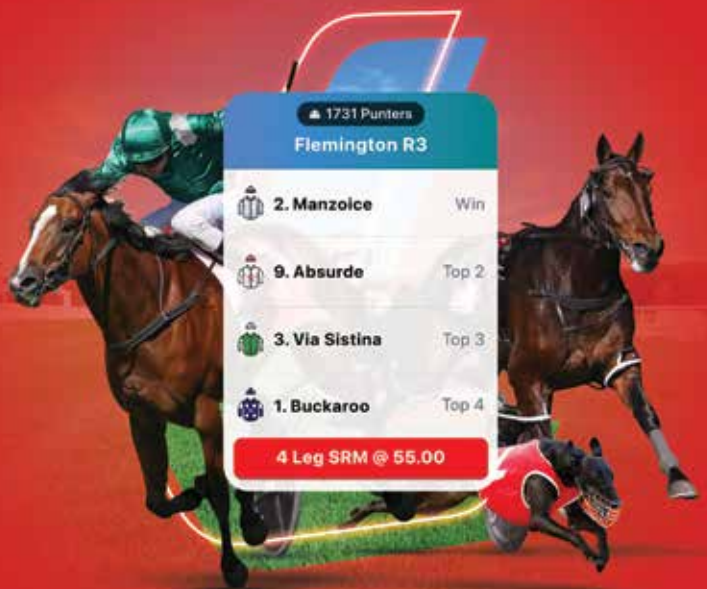 1731 Punters
Flemington R3
2. Manzoice Win
9. Absurde Top 2
3. Via Sistina Top 3
1. Buckaroo Top 4
4 Leg SRM @ 55.00